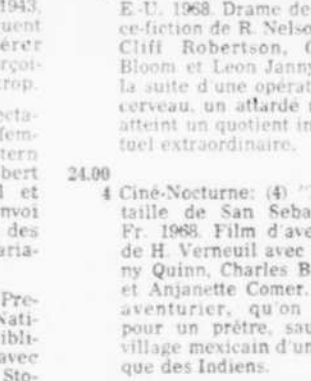 1943,
quent
érer
rçoi-
trop.
ecta-
fem-
tern
bert
l et
nvoi
des
aria-
Pre-
Nati-
ibli-
avec
Sto-
E.-U. 1968. Drame de
ce-fiction de R. Nelso
Cliff Robertson, C
Bloom et Leon Janny
la suite d'une opérat
cerveau, un attardé
atteint un quotient in
tuel extraordinaire.
24.00
4 Ciné-Nocturne: (4) "
taille de San Seba
Fr. 1968. Film d'ave
de H. Verneuil avec
ny Quinn, Charles B
et Anjanette Comer.
aventurier, qu'on
pour un prêtre, sau
village mexicain d'un
que des Indiens.